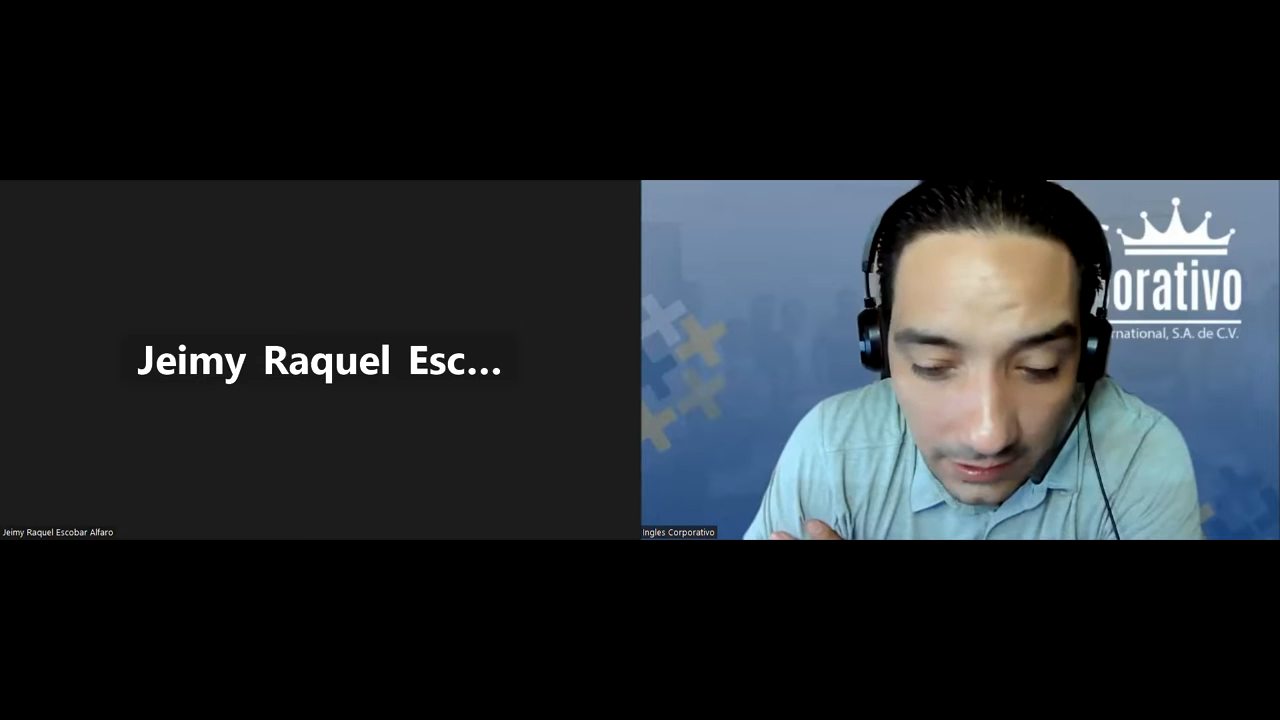 Jeimy Raquel Esc...
orativo
rnational, S.A. de C.V.
Jeimy Raquel Escobar Alfaro
Ingles Corporativo